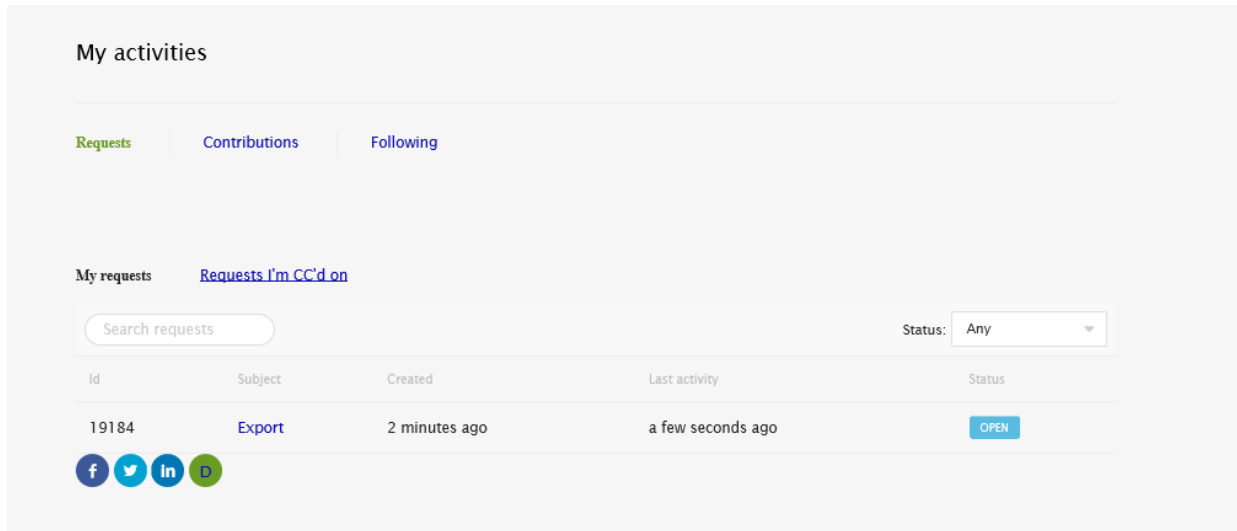 My activities
Requests Contributions Following
My requests Requests I'm CC'd on
Search requests Status: Any
Id Subject Created Last activity Status
19184 Export 2 minutes ago a few seconds ago OPEN
f in D